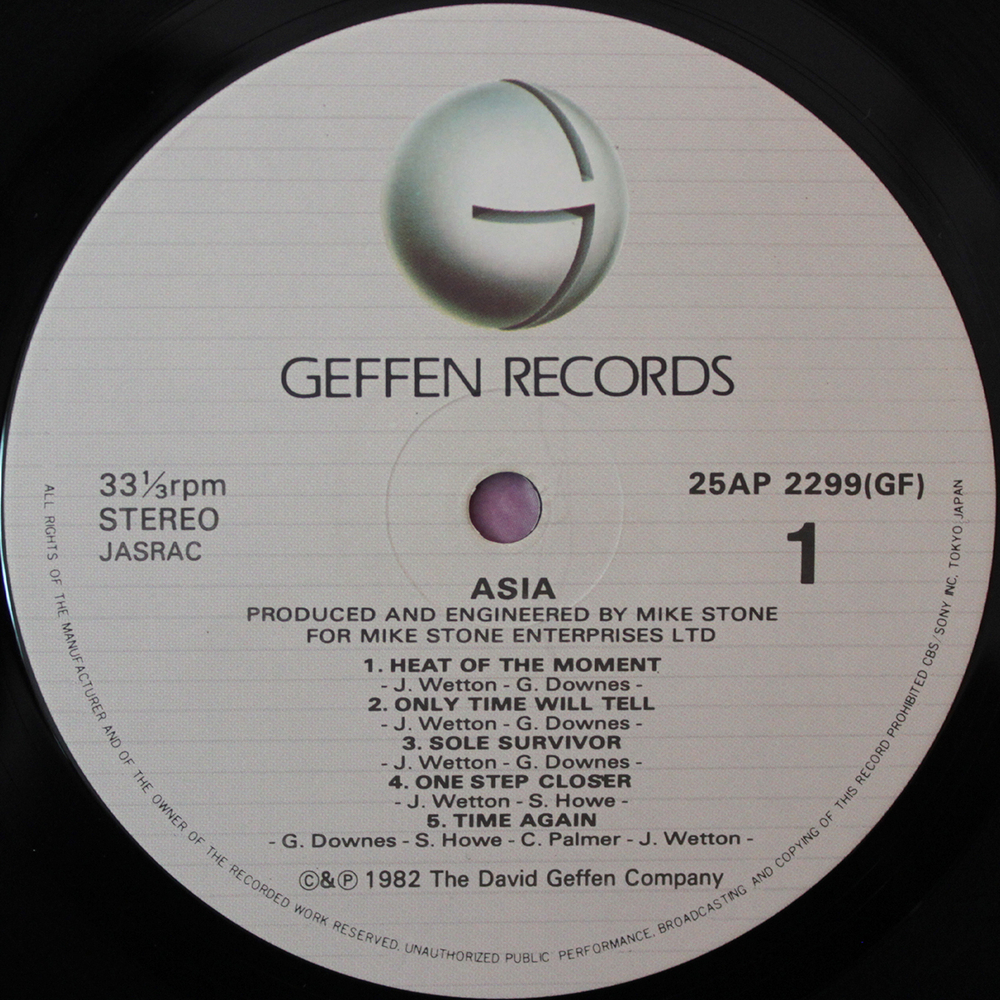 GEFFEN RECORDS
33⅓rpm
STEREO
JASRAC
25AP 2299(GF)
1
ASIA
PRODUCED AND ENGINEERED BY MIKE STONE
FOR MIKE STONE ENTERPRISES LTD
1. HEAT OF THE MOMENT
- J. Wetton - G. Downes -
2. ONLY TIME WILL TELL
- J. Wetton - G. Downes -
3. SOLE SURVIVOR
- J. Wetton - G. Downes -
4. ONE STEP CLOSER
- J. Wetton - S. Howe -
5. TIME AGAIN
- G. Downes - S. Howe - C. Palmer - J. Wetton -
©&℗ 1982 The David Geffen Company
ALL RIGHTS OF THE MANUFACTURER AND OF THE OWNER OF THE RECORDED WORK RESERVED. UNAUTHORIZED PUBLIC PERFORMANCE, BROADCASTING AND COPYING OF THIS RECORD PROHIBITED CBS/SONY INC. TOKYO JAPAN